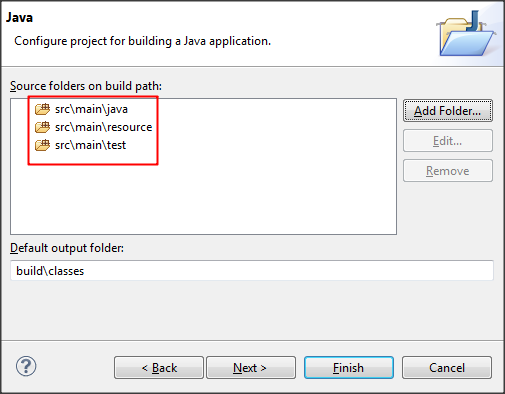 Java
Configure project for building a Java application.
Source folders on build path:
src\main\java
src\main\resource
src\main\test
Add Folder...
Edit...
Remove
Default output folder:
build\classes
?
< Back
Next >
Finish
Cancel